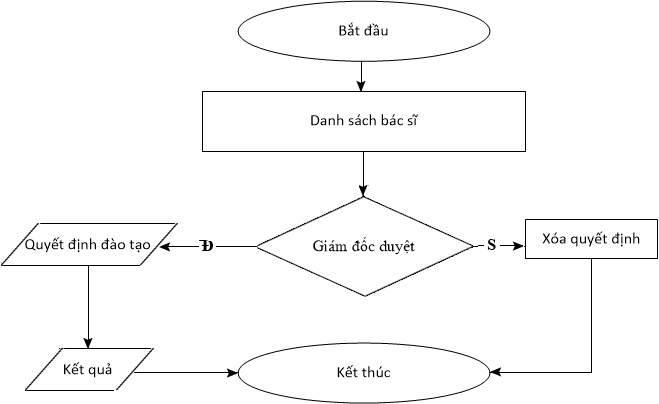 Bắt đầu
Danh sách bác sĩ
Quyết định đào tạo
Đ
Giám đốc duyệt
S
Xóa quyết định
Kết quả
Kết thúc